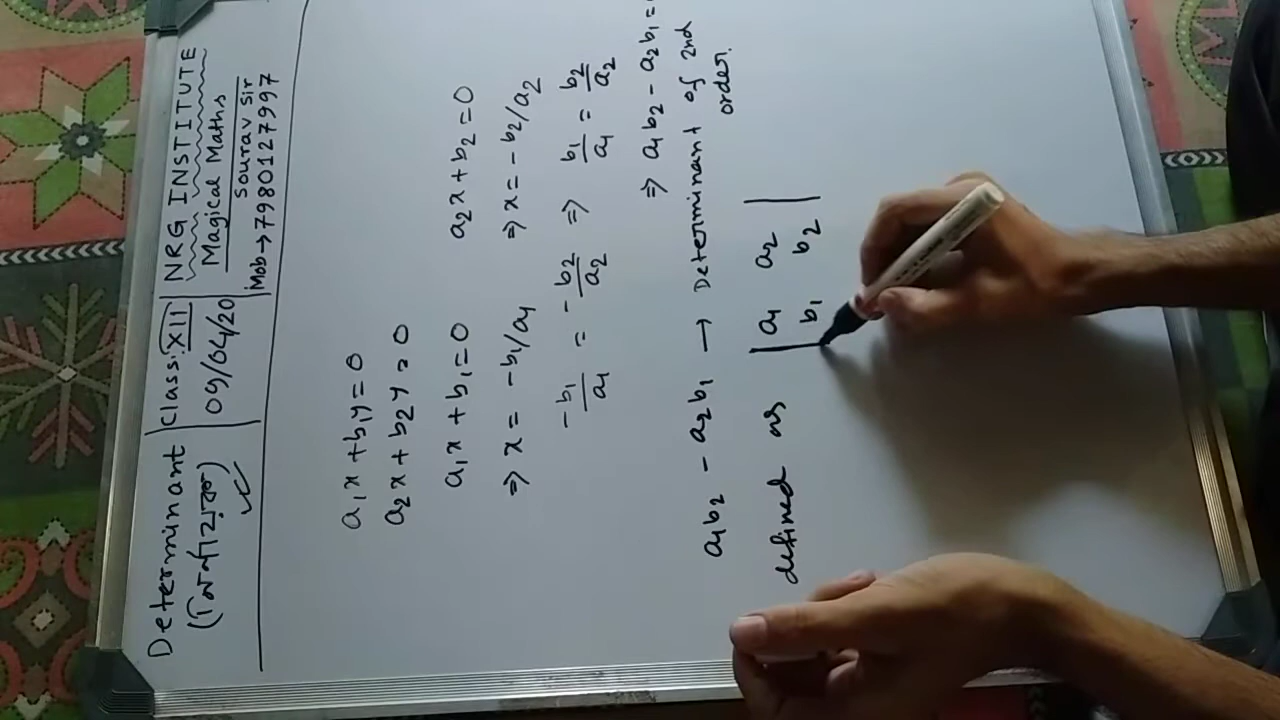 Determinant
(নির্ণায়ক)
Class: XII
09/04/20
NRG INSTITUTE
Magical Maths
Sourav Sir
Mob→7980127997
a₁x + b₁y = 0
a₂x + b₂y = 0
a₁x + b₁ = 0 a₂x + b₂ = 0
⇒ x = - b₁/a₁ ⇒ x = - b₂/a₂
-b₁/a₁ = - b₂/a₂ ⇒ b₁/a₁ = b₂/a₂
⇒ a₁b₂ - a₂b₁ =
a₁b₂ - a₂b₁ → Determinant of 2nd
order.
defined as | a₁ a₂ |
b₁ b₂